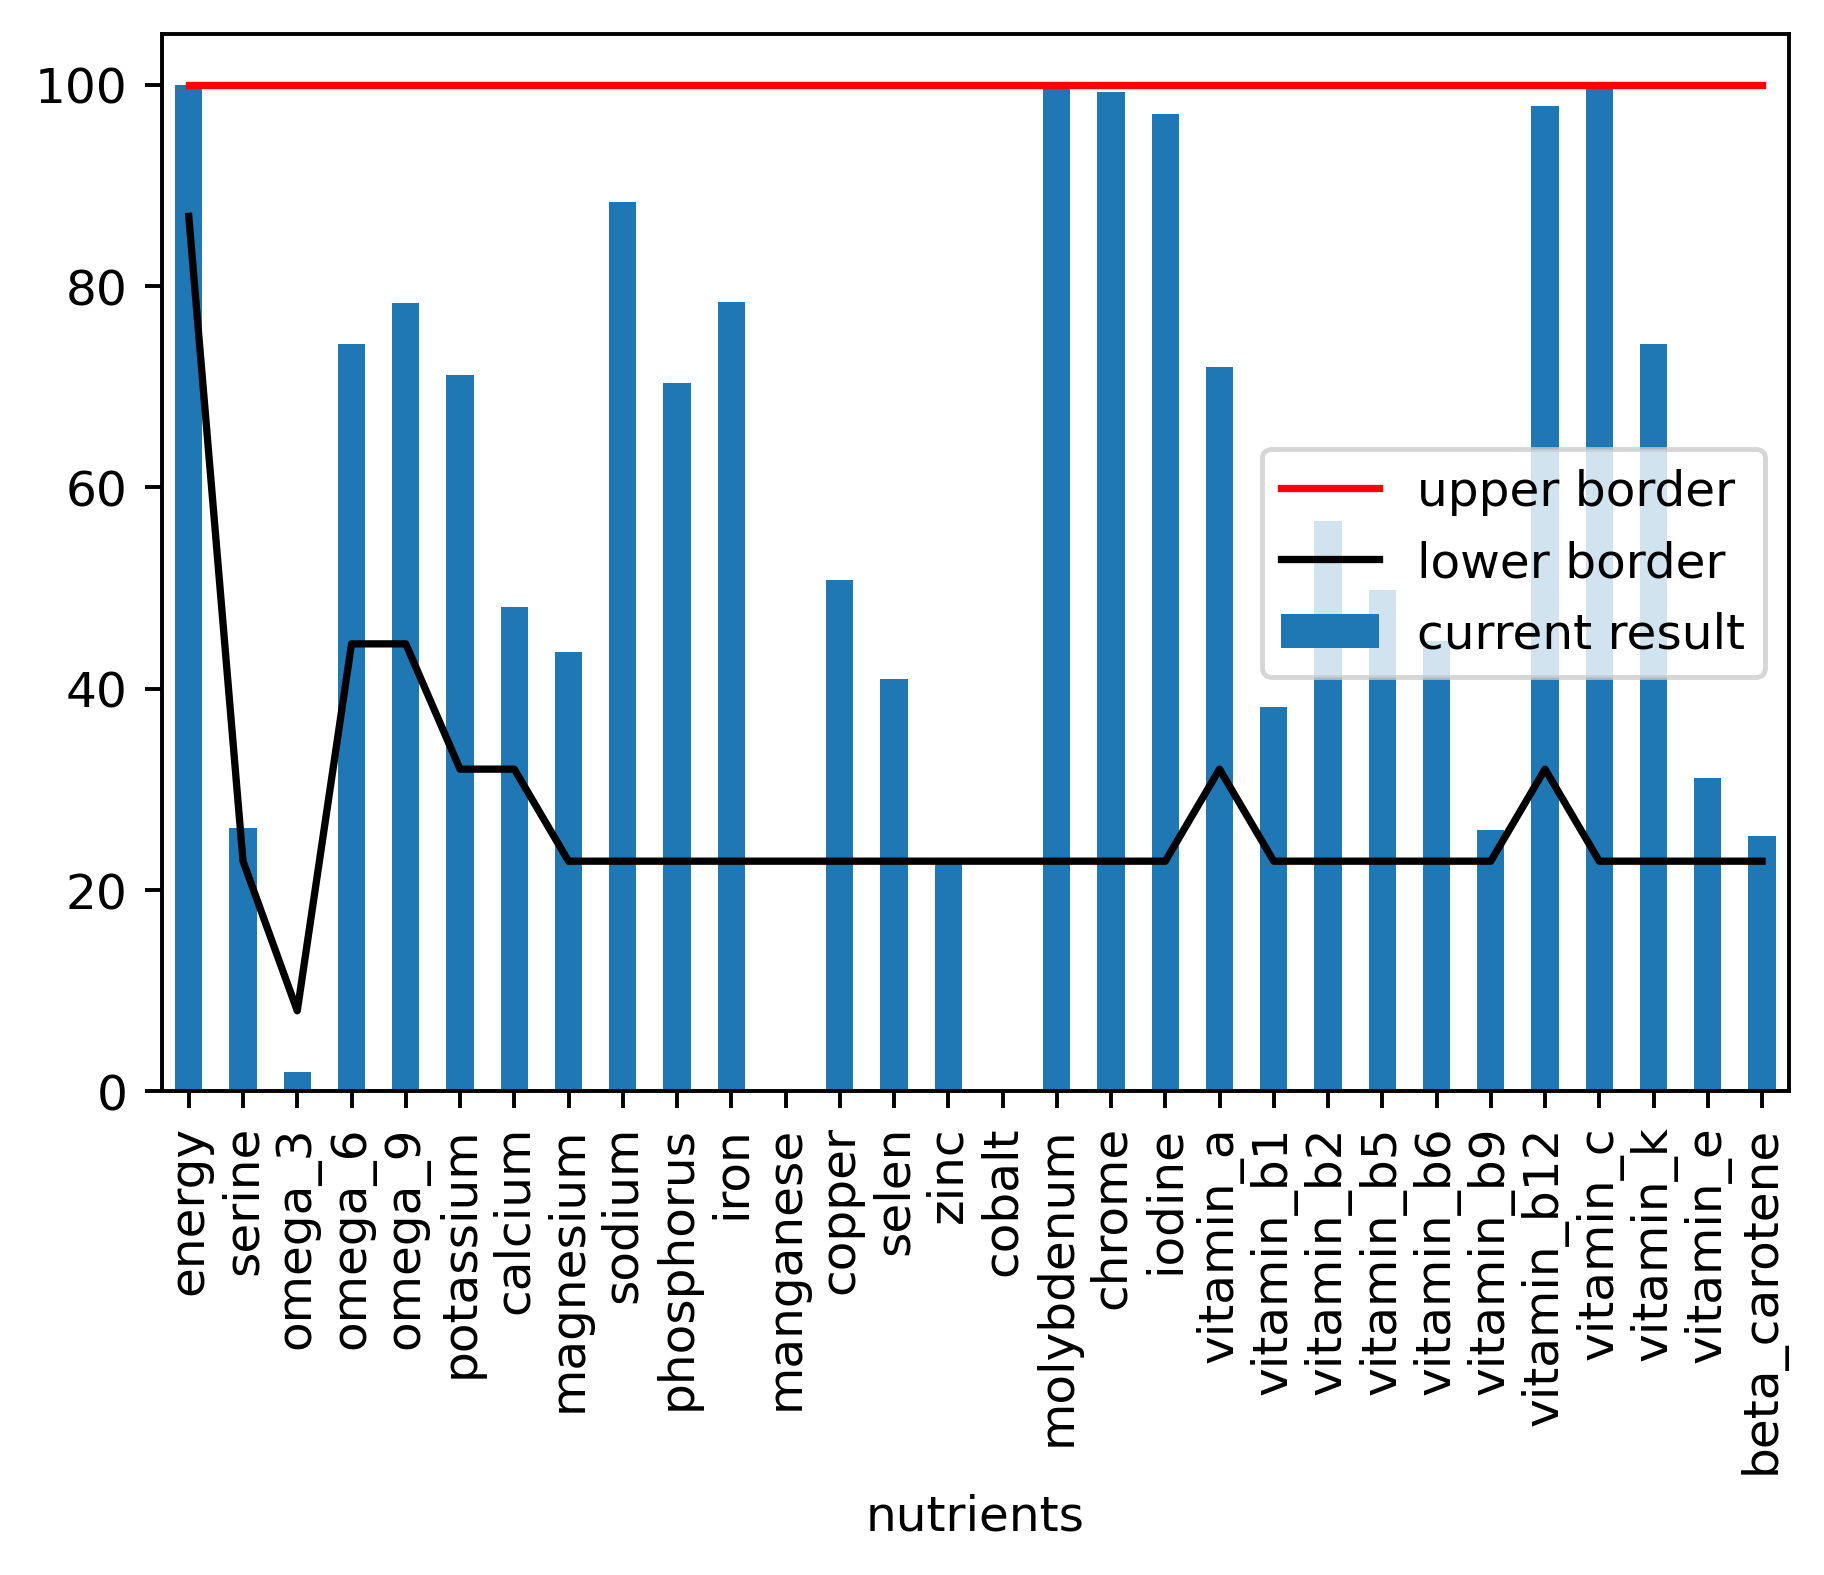 100
80
60
40
20
0
upper border
lower border
current result
energy
serine
omega_3
omega_6
omega_9
potassium
calcium
magnesium
sodium
phosphorus
iron
manganese
copper
selen
zinc
cobalt
molybdenum
chrome
iodine
vitamin_a
vitamin_b1
vitamin_b2
vitamin_b5
vitamin_b6
vitamin_b9
vitamin_b12
vitamin_c
vitamin_k
vitamin_e
beta_carotene
nutrients